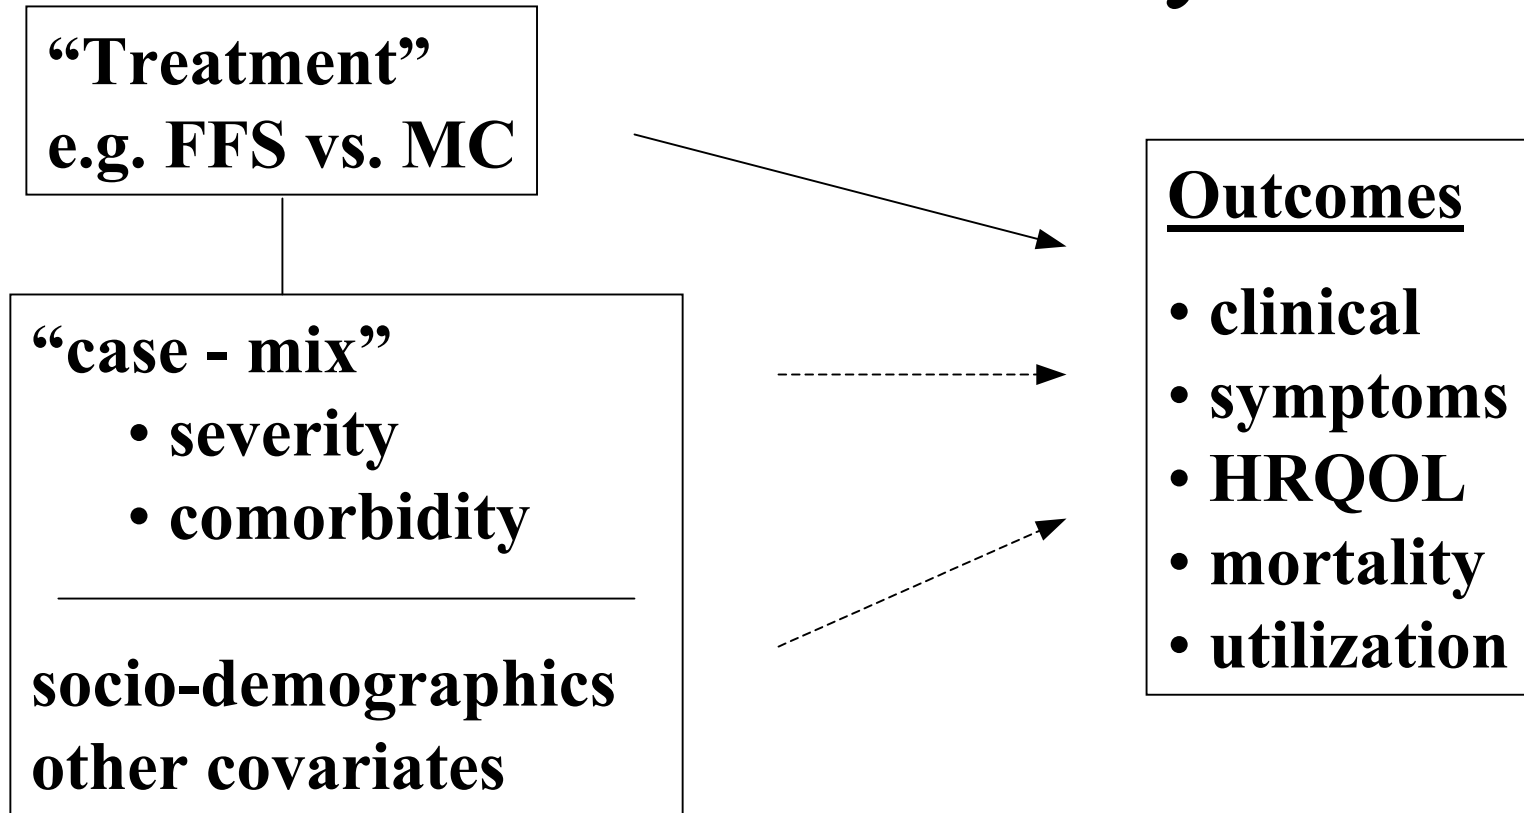 “Treatment”
e.g. FFS vs. MC
“case - mix”
• severity
• comorbidity
socio-demographics
other covariates
Outcomes
• clinical
• symptoms
• HRQOL
• mortality
• utilization